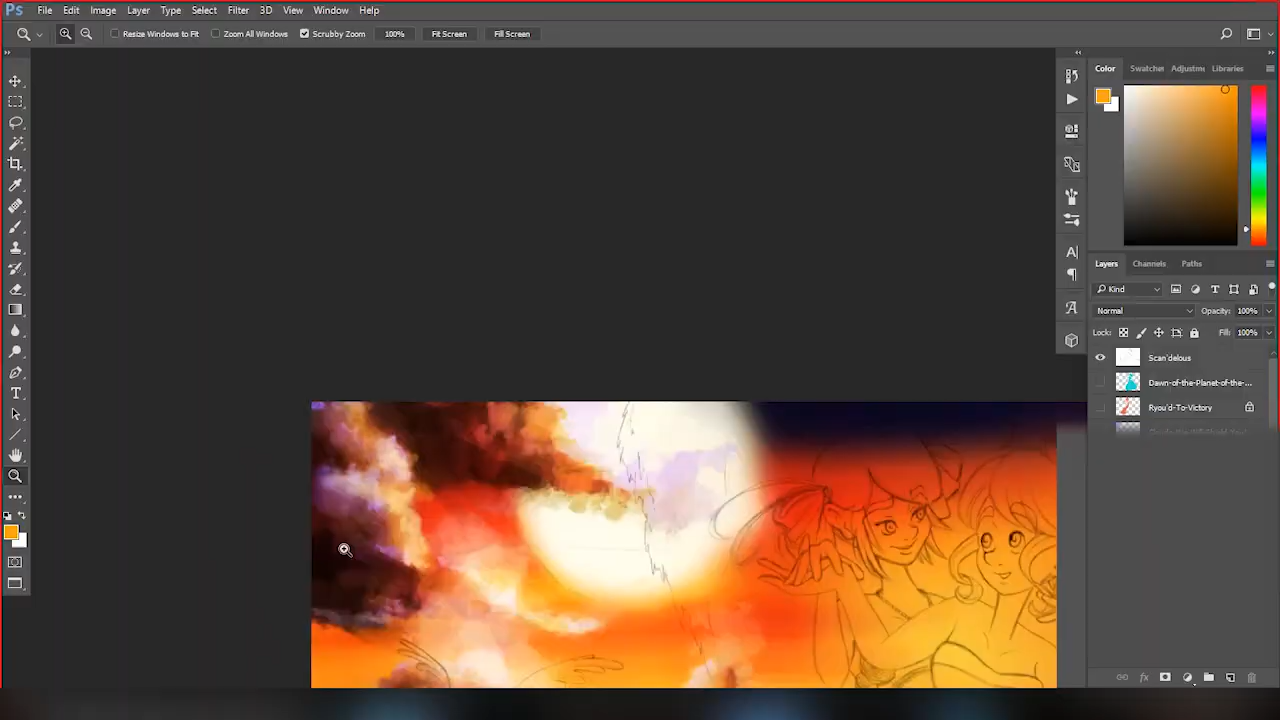 Ps File Edit Image Layer Type Select Filter 3D View Window Help
Resize Windows to Fit Zoom All Windows Scrubby Zoom 100% Fit Screen Fill Screen
Color Swatches Adjustme Libraries
Layers Channels Paths
Kind
Normal Opacity: 100%
Lock: Fill: 100%
Scan'delous
Dawn-of-the-Planet-of-the-...
Ryou'd-To-Victory